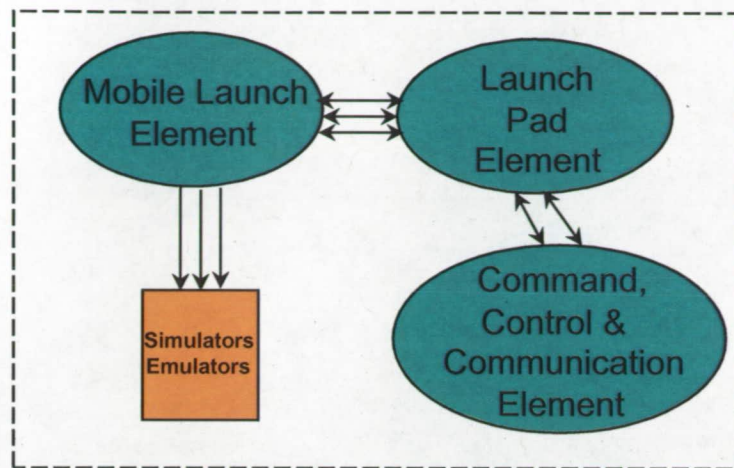 Mobile Launch
Element
Launch
Pad
Element
Simulators
Emulators
Command,
Control &
Communication
Element